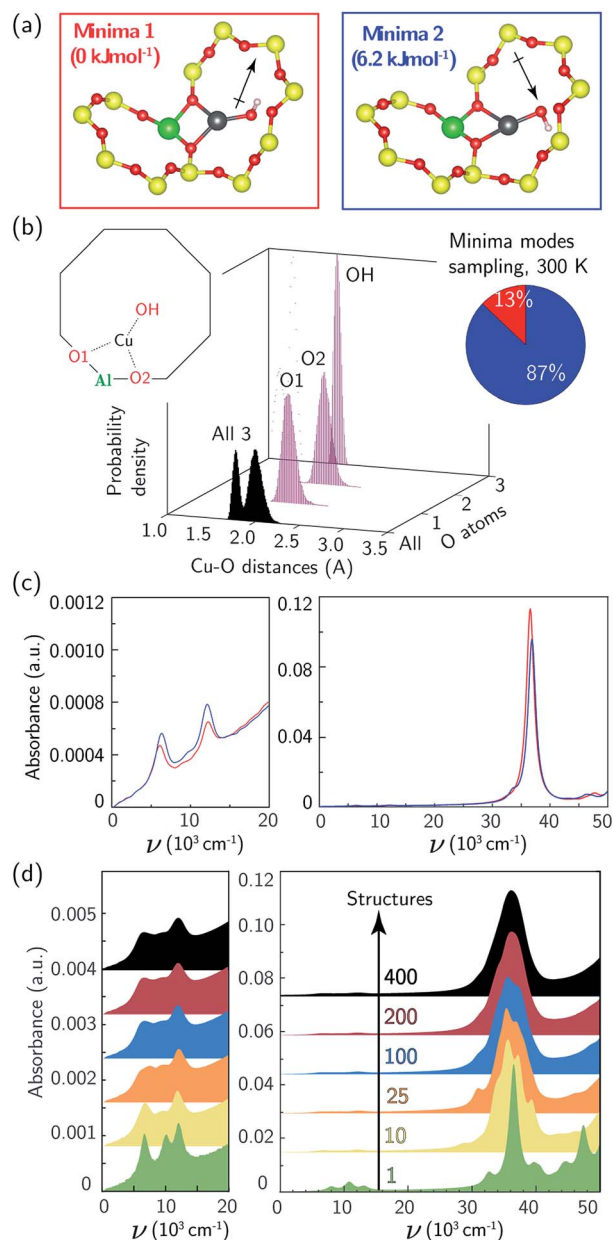 (a)
Minima 1
(0 kJmol-1)
Minima 2
(6.2 kJmol-1)
(b)
OH
Cu
O1
Al
O2
Probability
density
All 3
O1
O2
OH
Minima modes
sampling, 300 K
13%
87%
1.0
1.5
2.0
2.5
3.0
3.5
Cu-O distances (A)
All
1
2
3
O atoms
(c)
Absorbance (a.u.)
0.0012
0.0008
0.0004
0
0
10
20
ν (10³ cm-1)
0.12
0.08
0.04
0
0
10
20
30
40
50
ν (10³ cm-1)
(d)
Absorbance (a.u.)
0.005
0.004
0.003
0.002
0.001
0
0
10
20
ν (10³ cm-1)
0.12
0.10
0.08
0.06
0.04
0.02
0
Structures
400
200
100
25
10
1
0
10
20
30
40
50
ν (10³ cm-1)